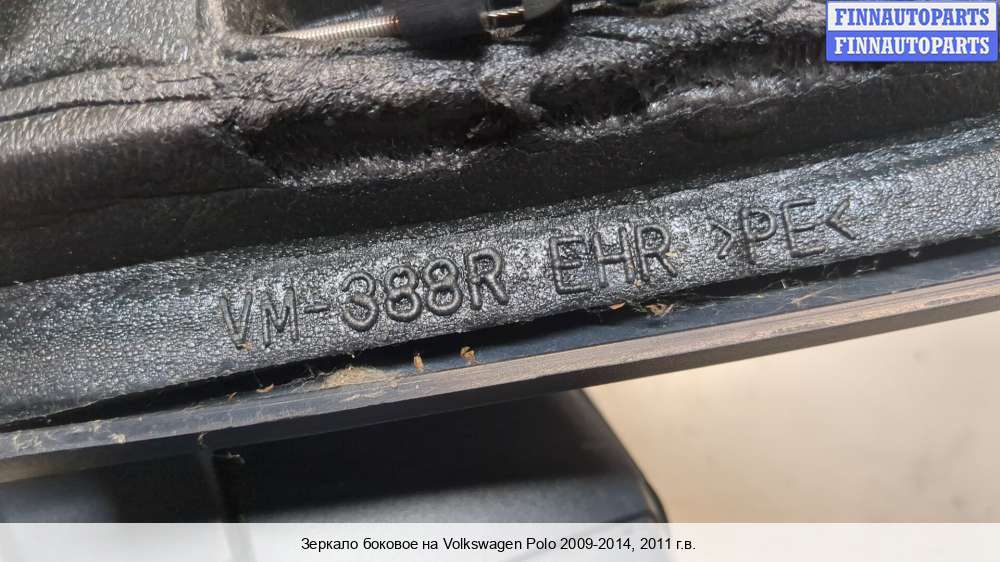 FINNAUTOPARTS
FINNAUTOPARTS
VM-388R EHR >PE<
Зеркало боковое на Volkswagen Polo 2009-2014, 2011 г.в.